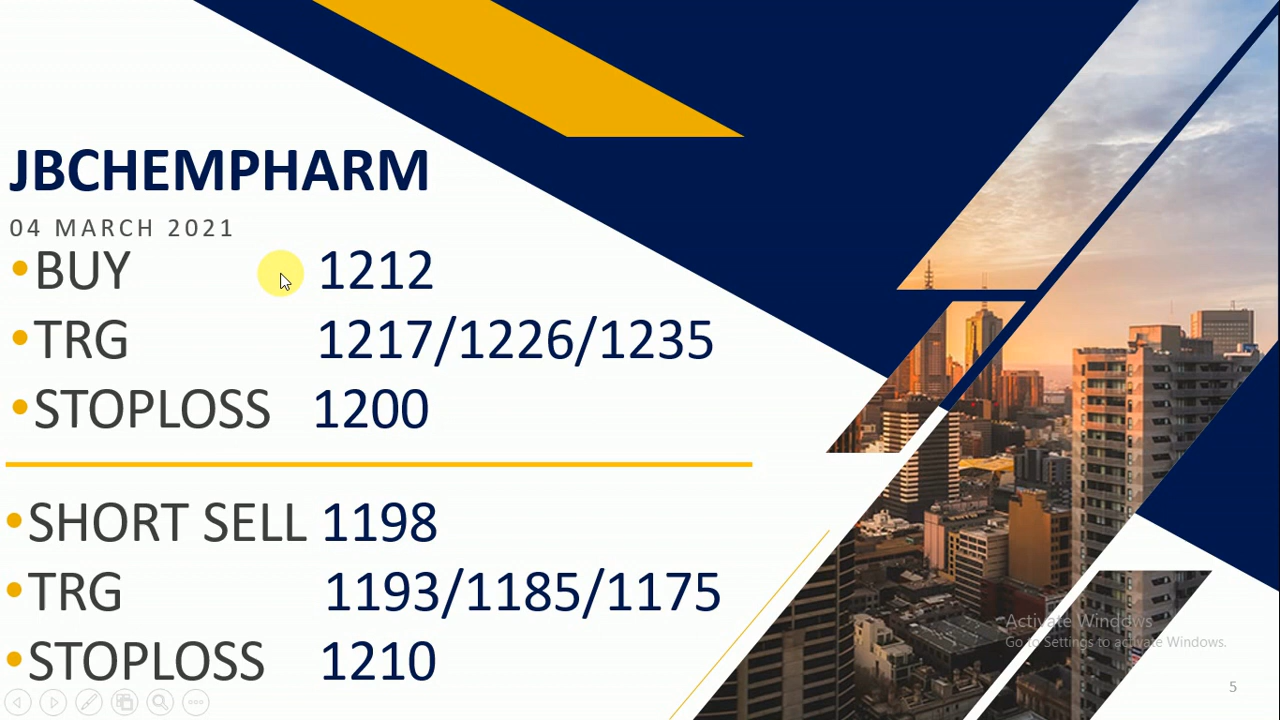 JBCHEMPHARM
04 MARCH 2021
•BUY 1212
•TRG 1217/1226/1235
•STOPLOSS 1200
•SHORT SELL 1198
•TRG 1193/1185/1175
•STOPLOSS 1210
Activate Windows
Go to Settings to activate Windows.
5